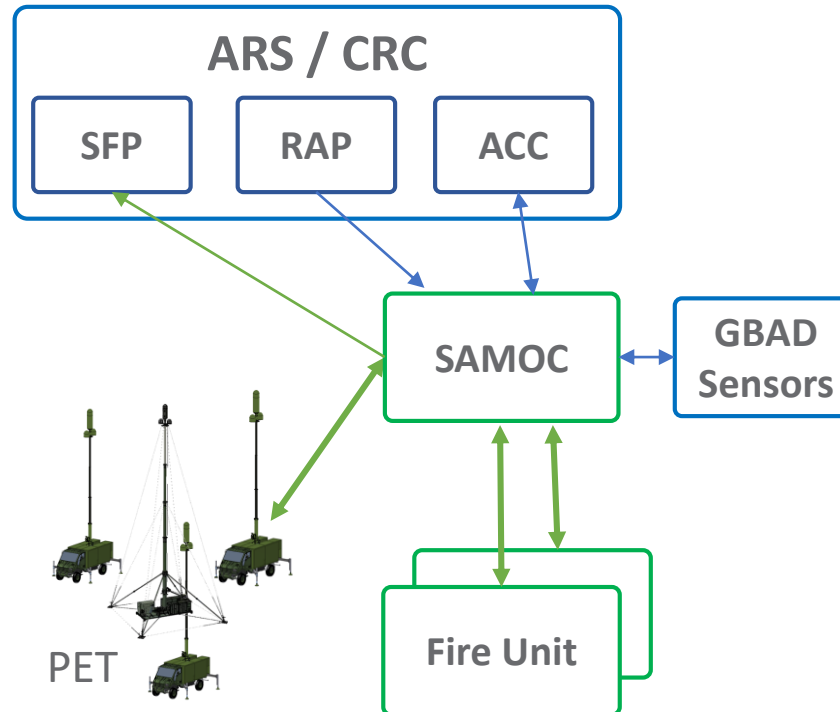 ARS / CRC
SFP
RAP
ACC
SAMOC
GBAD
Sensors
Fire Unit
PET